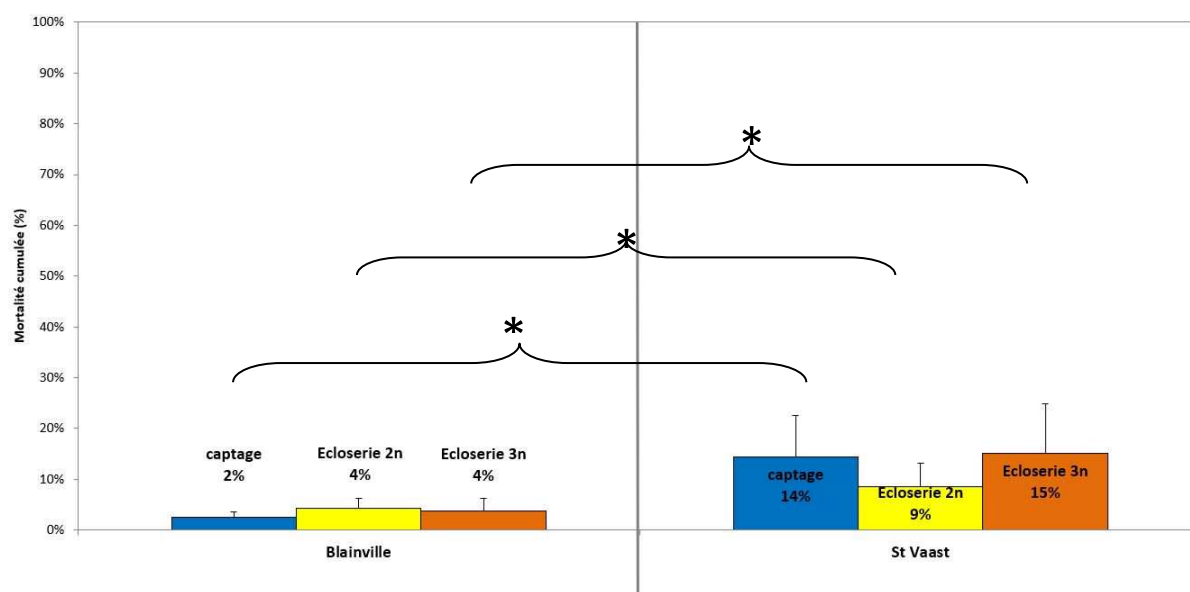 100%
90%
80%
70%
60%
50%
40%
30%
20%
10%
0%
Mortalité cumulée (%)
*
*
*
captage
2%
Ecloserie 2n
4%
Ecloserie 3n
4%
captage
14%
Ecloserie 2n
9%
Ecloserie 3n
15%
Blainville
St Vaast